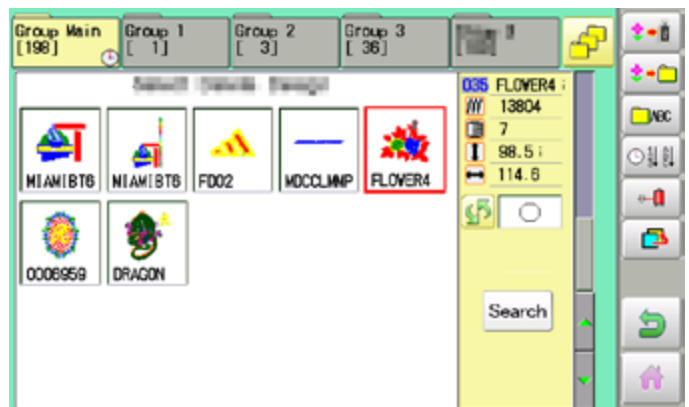 Group Main
[198]
Group 1
[ 1]
Group 2
[ 3]
Group 3
[ 36]
035 FLOWER4
13804
7
98.5
114.6
MIAMIBT6
MIAMIBT6
FD02
MDCCLMNP
FLOWER4
0006959
DRAGON
Search
ABC